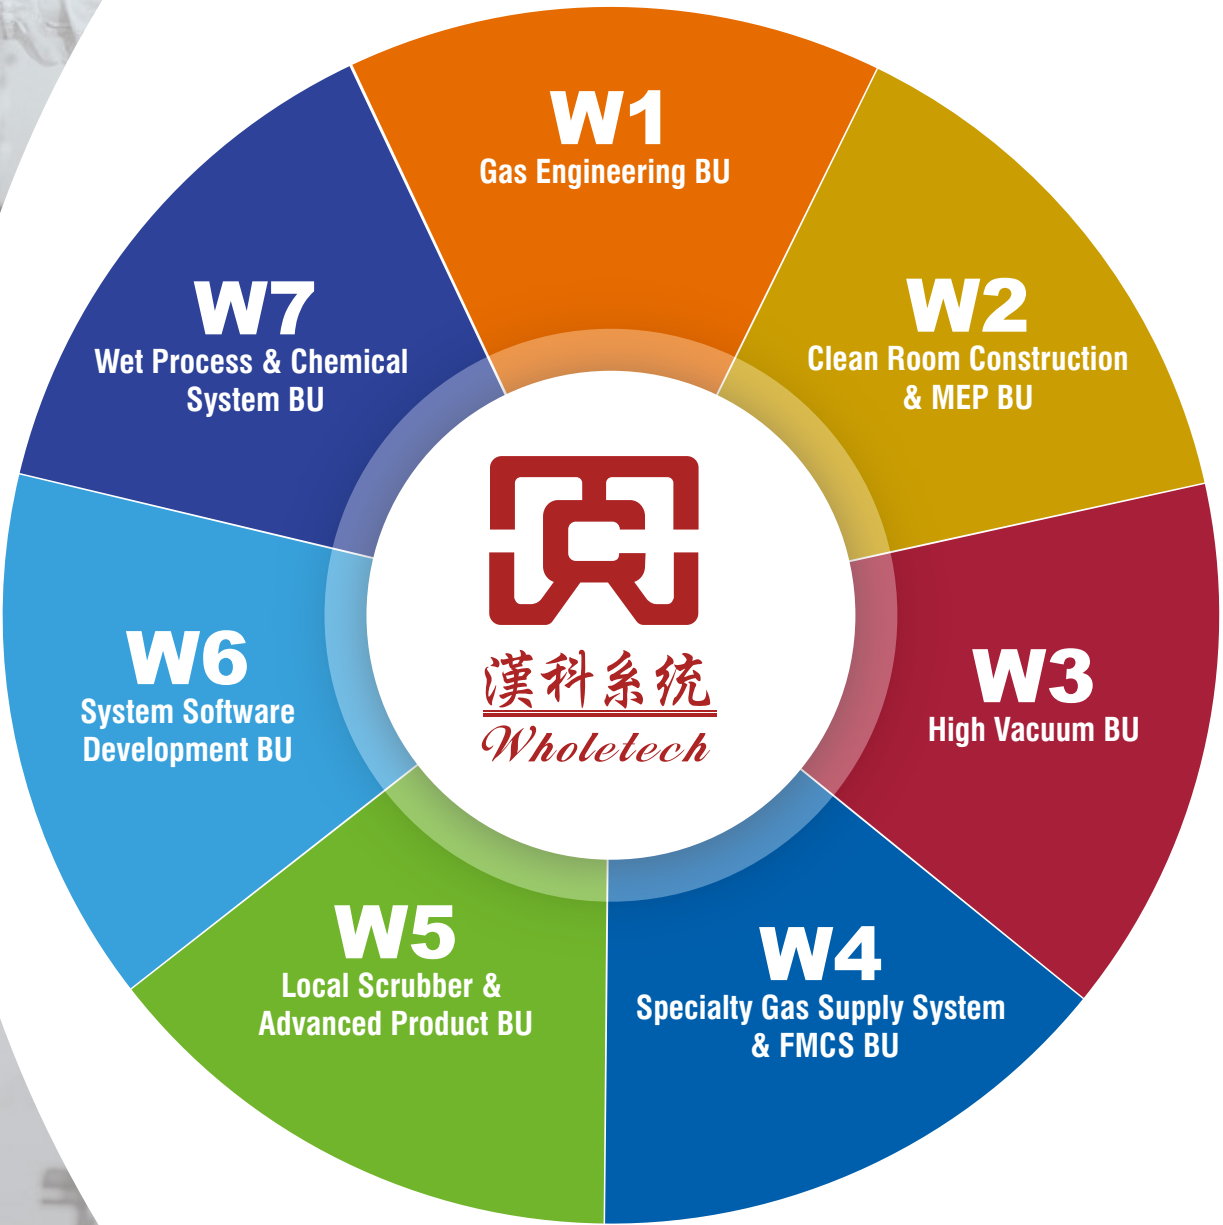 W1
Gas Engineering BU
W2
Clean Room Construction
& MEP BU
W3
High Vacuum BU
W4
Specialty Gas Supply System
& FMCS BU
W5
Local Scrubber &
Advanced Product BU
W6
System Software
Development BU
W7
Wet Process & Chemical
System BU
漢科系统
Wholetech